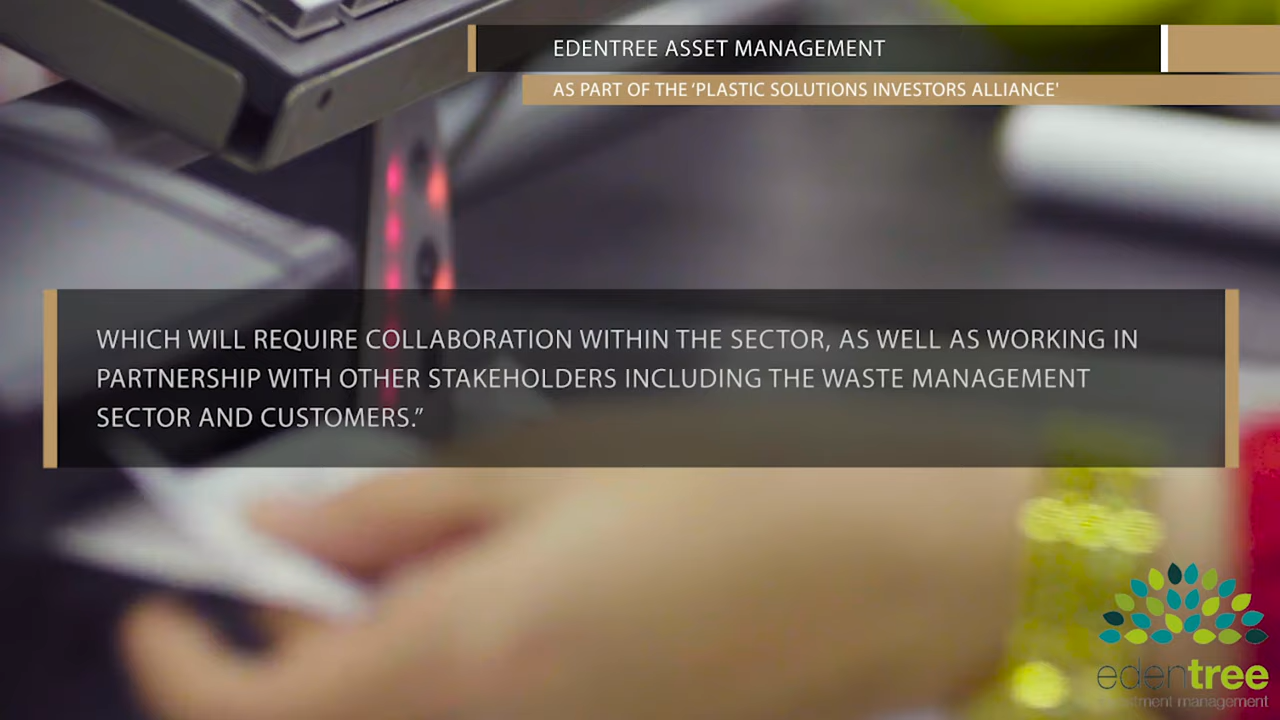 EDENTREE ASSET MANAGEMENT
AS PART OF THE 'PLASTIC SOLUTIONS INVESTORS ALLIANCE'
WHICH WILL REQUIRE COLLABORATION WITHIN THE SECTOR, AS WELL AS WORKING IN
PARTNERSHIP WITH OTHER STAKEHOLDERS INCLUDING THE WASTE MANAGEMENT
SECTOR AND CUSTOMERS.”
edentree
management